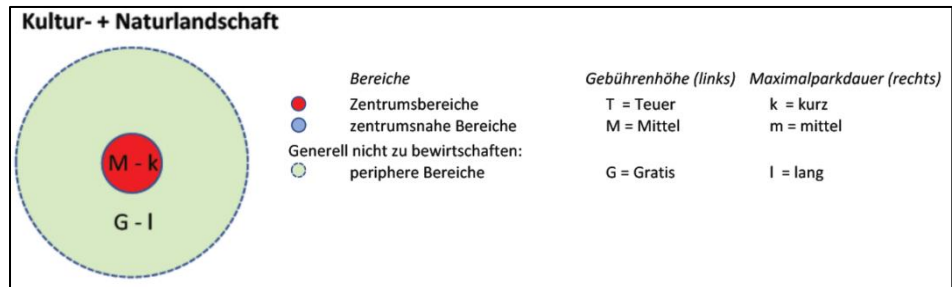 Kultur- + Naturlandschaft
M - k
G - l
Bereiche Gebührenhöhe (links) Maximalparkdauer (rechts)
Zentrumsbereiche T = Teuer k = kurz
zentrumsnahe Bereiche M = Mittel m = mittel
Generell nicht zu bewirtschaften:
periphere Bereiche G = Gratis l = lang